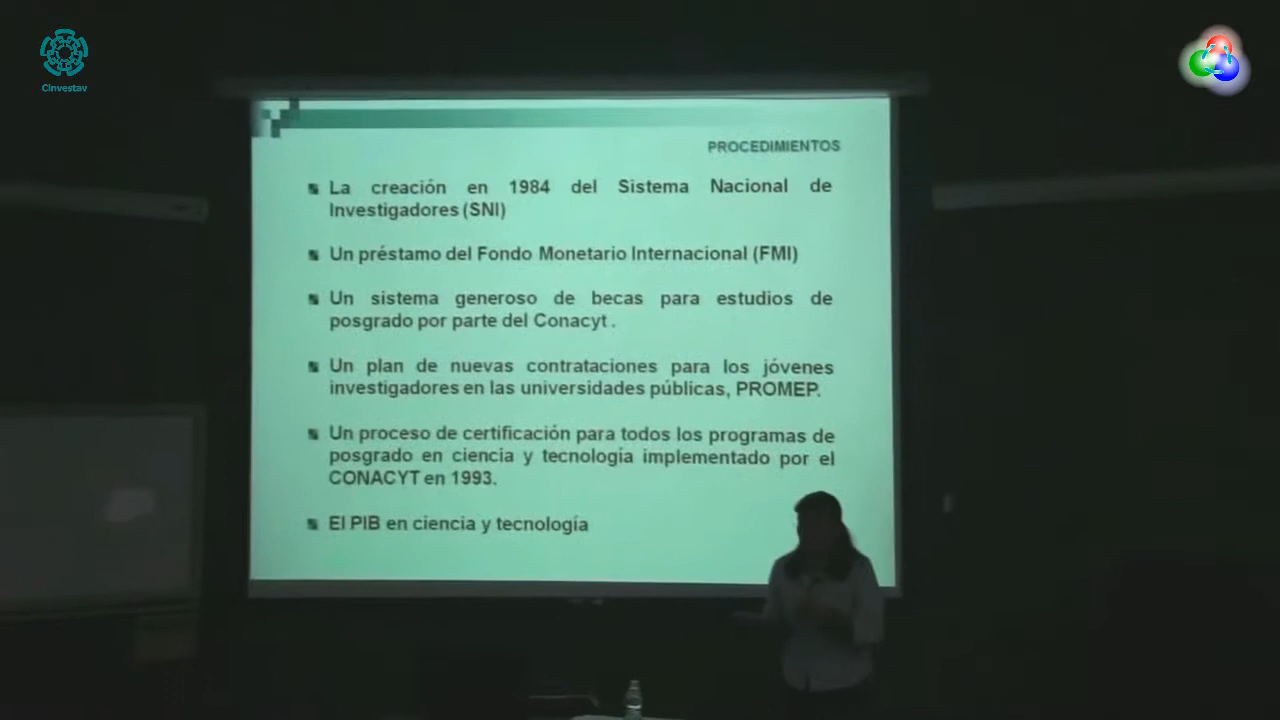 Cinvestav
PROCEDIMIENTOS
La creación en 1984 del Sistema Nacional de
Investigadores (SNI)
Un préstamo del Fondo Monetario Internacional (FMI)
Un sistema generoso de becas para estudios de
posgrado por parte del Conacyt .
Un plan de nuevas contrataciones para los jóvenes
investigadores en las universidades públicas, PROMEP.
Un proceso de certificación para todos los programas de
posgrado en ciencia y tecnología implementado por el
CONACYT en 1993.
El PIB en ciencia y tecnología